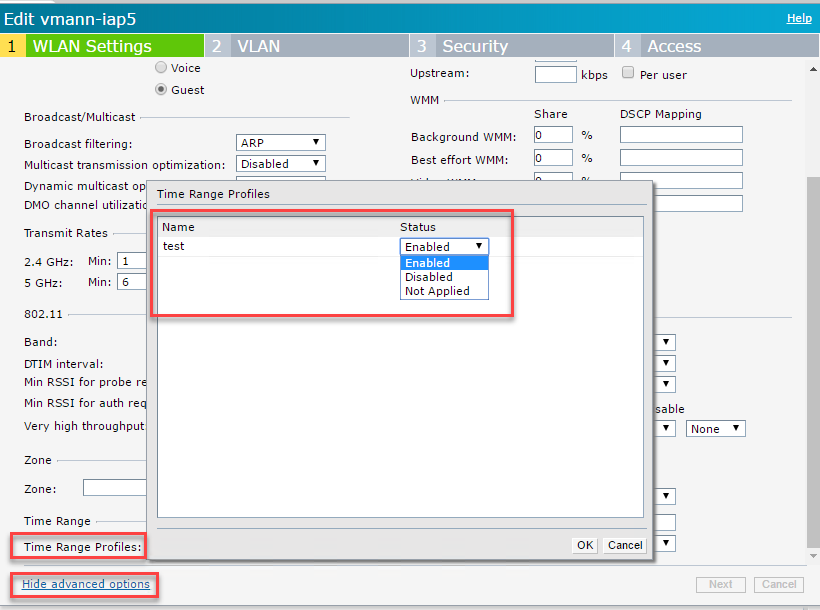 Edit vmann-iap5
Help
1 WLAN Settings 2 VLAN 3 Security 4 Access
Voice
Guest
Broadcast/Multicast
Broadcast filtering: ARP
Multicast transmission optimization: Disabled
Dynamic multicast op
DMO channel utilizatio
Transmit Rates
2.4 GHz: Min: 1
5 GHz: Min: 6
802.11
Band:
DTIM interval:
Min RSSI for probe re
Min RSSI for auth req
Very high throughput
Zone
Zone:
Time Range
Time Range Profiles:
Hide advanced options
Upstream: kbps Per user
WMM
Share DSCP Mapping
Background WMM: 0 %
Best effort WMM: 0 %
sable
None
Time Range Profiles
Name Status
test Enabled
Enabled
Disabled
Not Applied
OK Cancel
Next Cancel